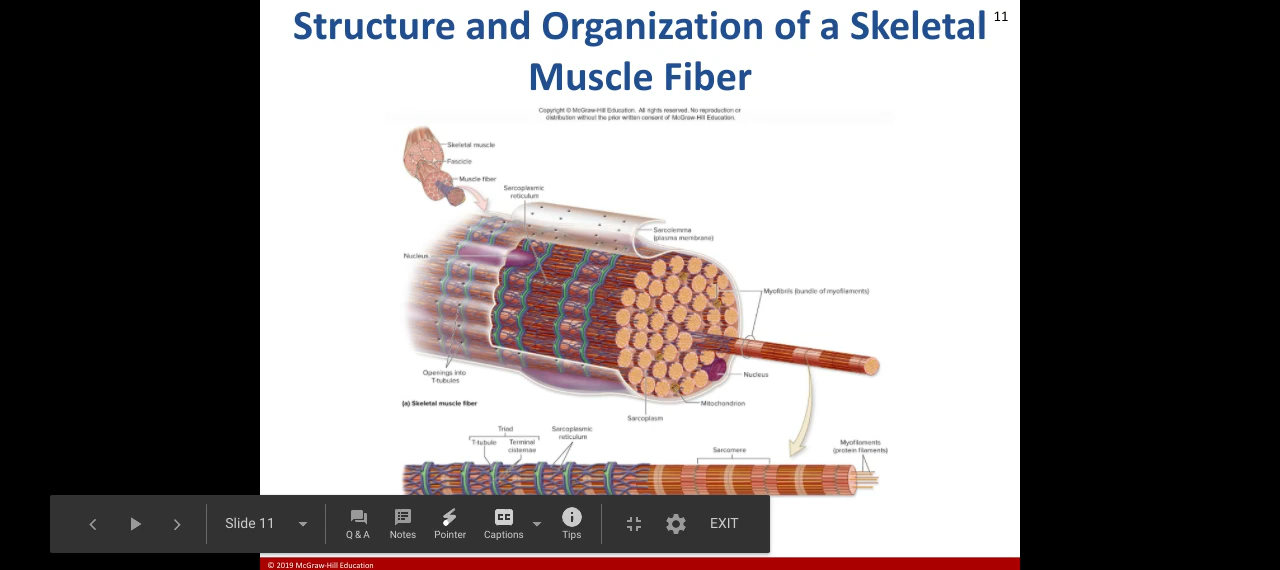 Structure and Organization of a Skeletal
Muscle Fiber
11
Copyright © McGraw-Hill Education. All rights reserved. No reproduction or
distribution without the prior written consent of McGraw-Hill Education.
Skeletal muscle
Fascicle
Muscle fiber
Sarcoplasmic
reticulum
Sarcolemma
(plasma membrane)
Nucleus
Myofibrils (bundle of myofilaments)
Openings into
T-tubules
Nucleus
(a) Skeletal muscle fiber
Mitochondrion
Sarcoplasm
Triad
T-tubule
Terminal
cisternae
Sarcoplasmic
reticulum
Sarcomere
Myofilaments
(protein filaments)
Slide 11
Q & A
Notes
Pointer
CC
Captions
Tips
EXIT
© 2019 McGraw-Hill Education